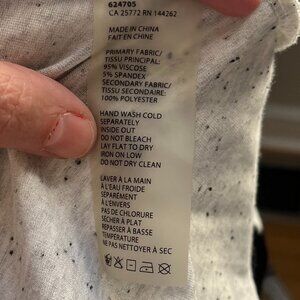 624705
CA 25772 RN 144262
MADE IN CHINA
FAIT EN CHINE
PRIMARY FABRIC/
TISSU PRINCIPAL:
95% VISCOSE
5% SPANDEX
SECONDARY FABRIC/
TISSU SECONDAIRE:
100% POLYESTER
HAND WASH COLD
SEPARATELY
INSIDE OUT
DO NOT BLEACH
LAY FLAT TO DRY
IRON ON LOW
DO NOT DRY CLEAN
LAVER À LA MAIN
À L'EAU FROIDE
SÉPARÉMENT
À L'ENVERS
PAS DE CHLORURE
SÉCHER À PLAT
REPASSER À BASSE
TEMPÉRATURE
NE PAS NETTOYER À SEC